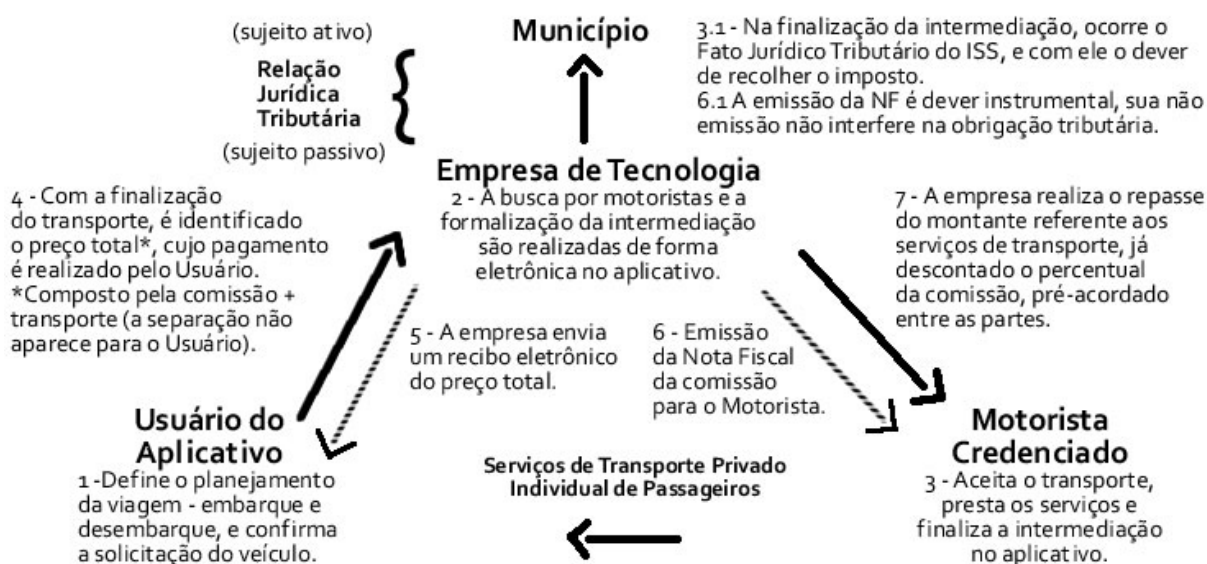 (sujeito ativo)
Relação
Jurídica
Tributária
(sujeito passivo)
Município
3.1 - Na finalização da intermediação, ocorre o
Fato Jurídico Tributário do ISS, e com ele o dever
de recolher o imposto.
6.1 A emissão da NF é dever instrumental, sua não
emissão não interfere na obrigação tributária.
Empresa de Tecnologia
2 - A busca por motoristas e a
formalização da intermediação
são realizadas de forma
eletrônica no aplicativo.
4 - Com a finalização
do transporte, é identificado
o preço total*, cujo pagamento
é realizado pelo Usuário.
*Composto pela comissão +
transporte (a separação não
aparece para o Usuário).
7 - A empresa realiza o repasse
do montante referente aos
serviços de transporte, já
descontado o percentual
da comissão, pré-acordado
entre as partes.
5 - A empresa envia
um recibo eletrônico
do preço total.
6 - Emissão
da Nota Fiscal
da comissão
para o Motorista.
Usuário do
Aplicativo
1 -Define o planejamento
da viagem - embarque e
desembarque, e confirma
a solicitação do veículo.
Serviços de Transporte Privado
Individual de Passageiros
Motorista
Credenciado
3 - Aceita o transporte,
presta os serviços e
finaliza a intermediação
no aplicativo.